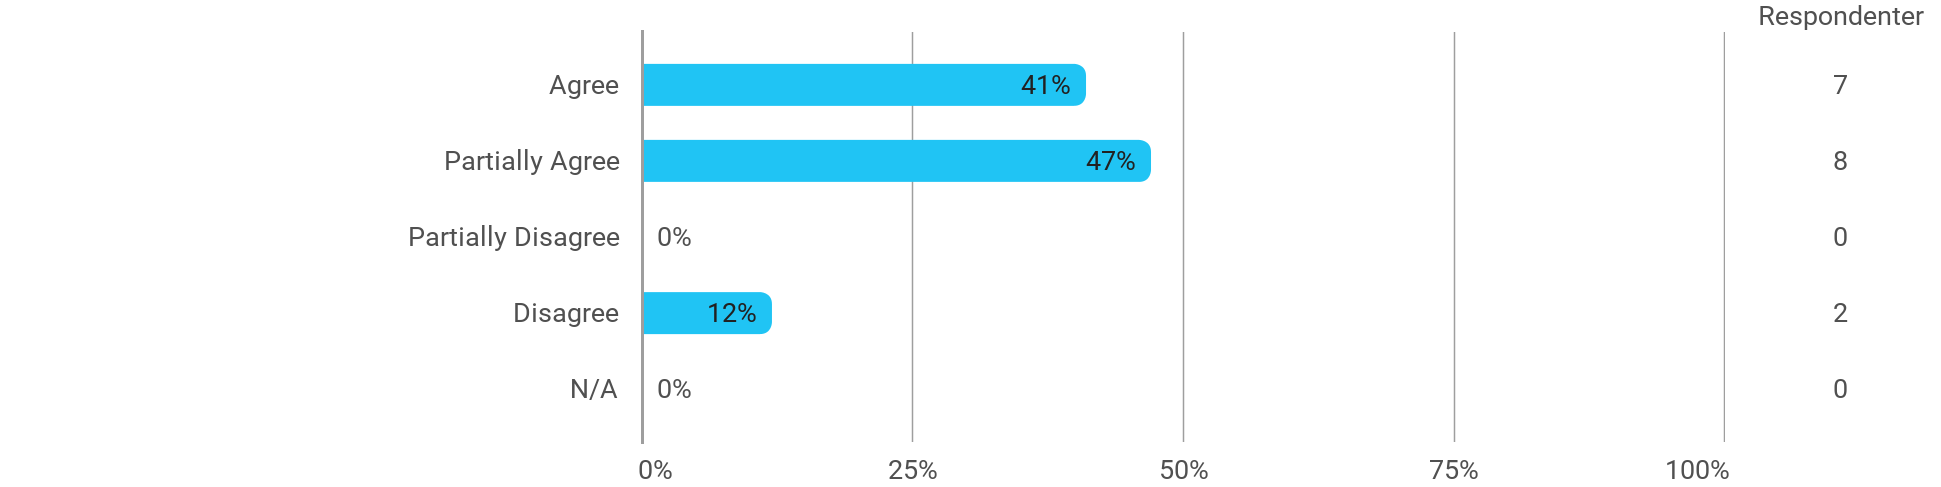 Respondenter
Agree 41% 7
Partially Agree 47% 8
Partially Disagree 0% 0
Disagree 12% 2
N/A 0% 0
0% 25% 50% 75% 100%